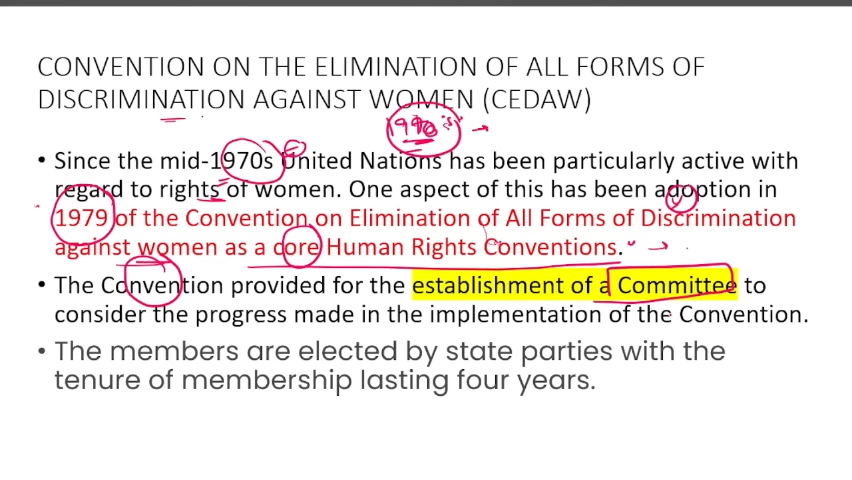 CONVENTION ON THE ELIMINATION OF ALL FORMS OF
DISCRIMINATION AGAINST WOMEN (CEDAW)
• Since the mid-1970s United Nations has been particularly active with
regard to rights of women. One aspect of this has been adoption in
1979 of the Convention on Elimination of All Forms of Discrimination
against women as a core Human Rights Conventions.
• The Convention provided for the establishment of a Committee to
consider the progress made in the implementation of the Convention.
• The members are elected by state parties with the
tenure of membership lasting four years.